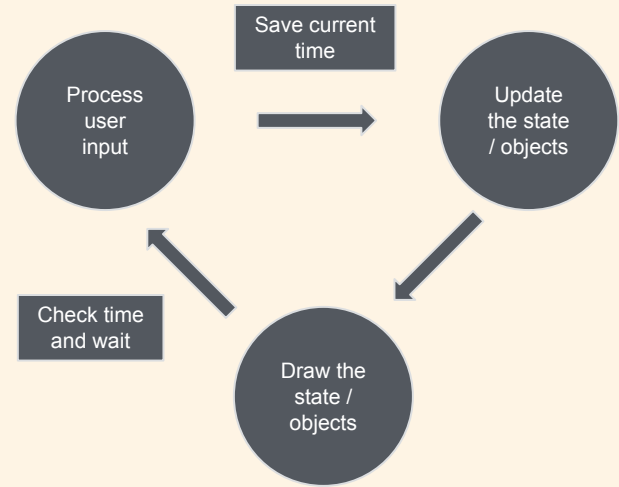 Save current
time
Process
user
input
Update
the state
/ objects
Check time
and wait
Draw the
state /
objects